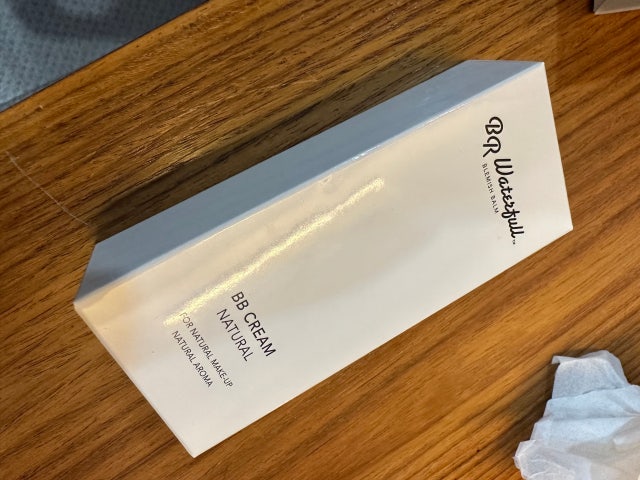 BR Waterfull™
BLEMISH BALM
BB CREAM
NATURAL
FOR NATURAL MAKE-UP
NATURAL AROMA